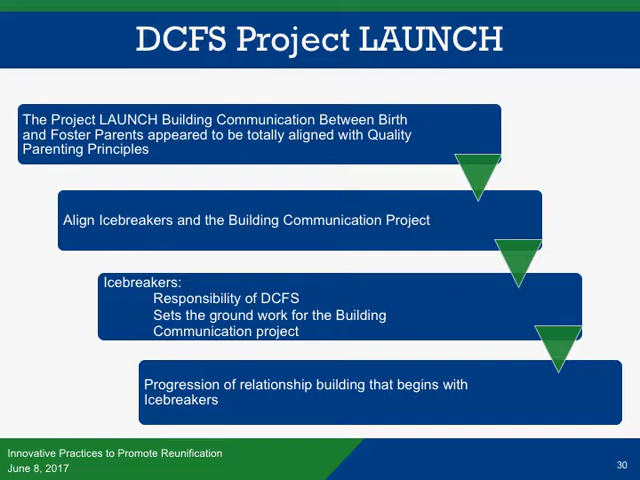 DCFS Project LAUNCH
The Project LAUNCH Building Communication Between Birth
and Foster Parents appeared to be totally aligned with Quality
Parenting Principles
Align Icebreakers and the Building Communication Project
Icebreakers:
Responsibility of DCFS
Sets the ground work for the Building
Communication project
Progression of relationship building that begins with
Icebreakers
Innovative Practices to Promote Reunification
June 8, 2017
30